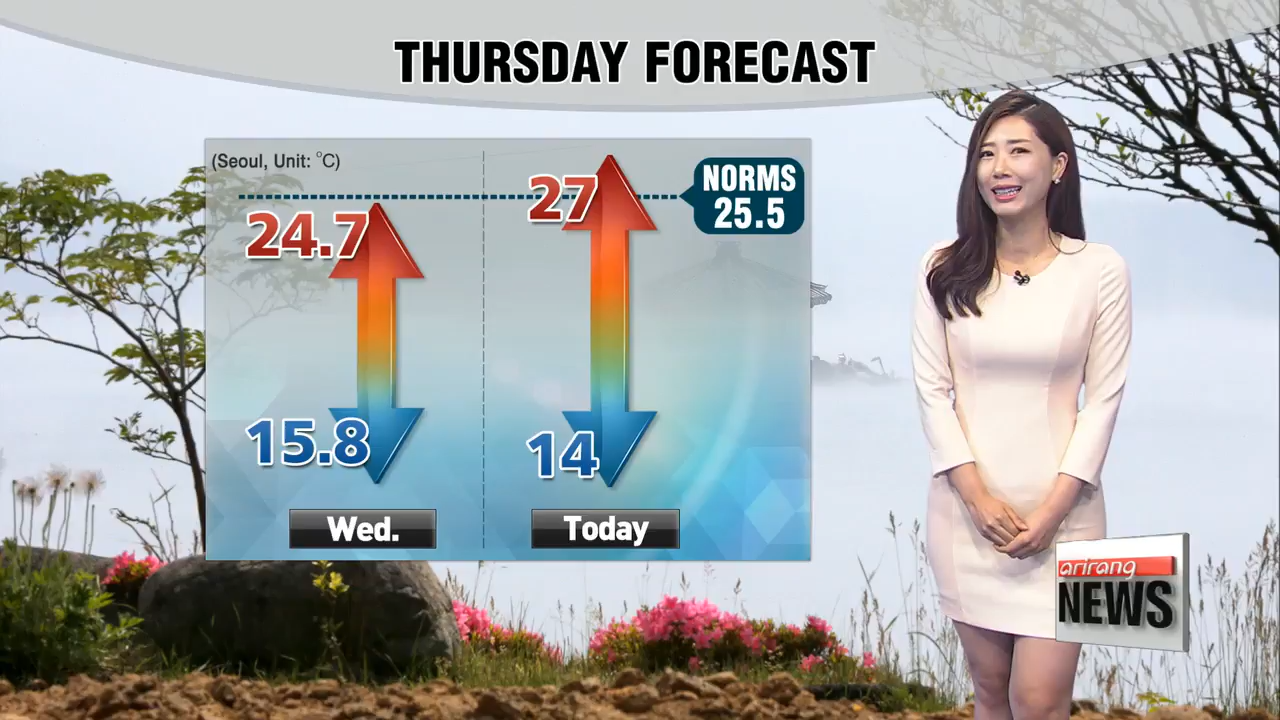 THURSDAY FORECAST
(Seoul, Unit: °C)
NORMS
25.5
24.7
27
15.8
14
Wed.
Today
arirang
NEWS